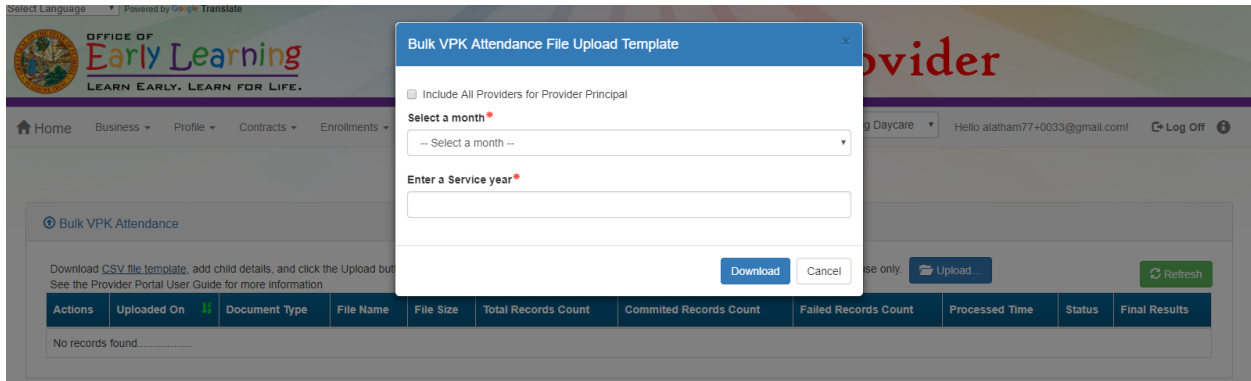 Select Language ▼ Powered by Google Translate
OFFICE OF
Early Learning
LEARN EARLY. LEARN FOR LIFE.
ovider
Home Business Profile Contracts Enrollments
g Daycare Hello alatham77+0033@gmail.com! Log Off
Bulk VPK Attendance File Upload Template ×
Include All Providers for Provider Principal
Select a month*
-- Select a month --
Enter a Service year*
Download Cancel
Bulk VPK Attendance
Download CSV file template, add child details, and click the Upload but
use only. Upload...
Refresh
See the Provider Portal User Guide for more information
Actions Uploaded On Document Type File Name File Size Total Records Count Commited Records Count Failed Records Count Processed Time Status Final Results
No records found..................